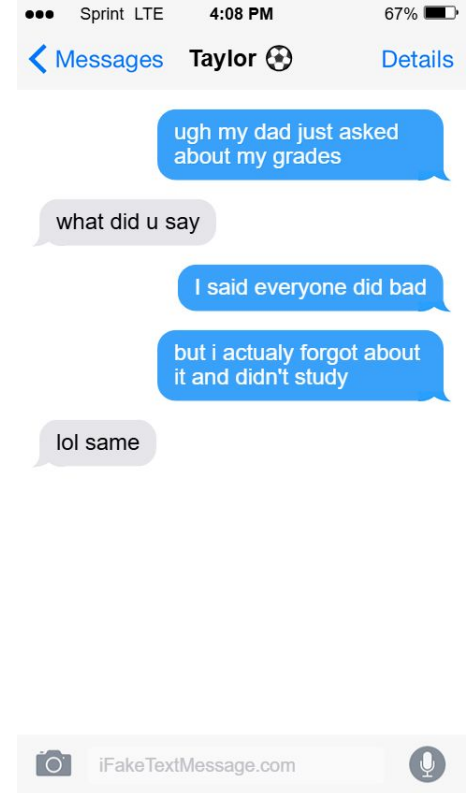 Sprint LTE 4:08 PM 67%
Messages Taylor ⚽ Details
ugh my dad just asked
about my grades
what did u say
I said everyone did bad
but i actualy forgot about
it and didn't study
lol same
iFakeTextMessage.com